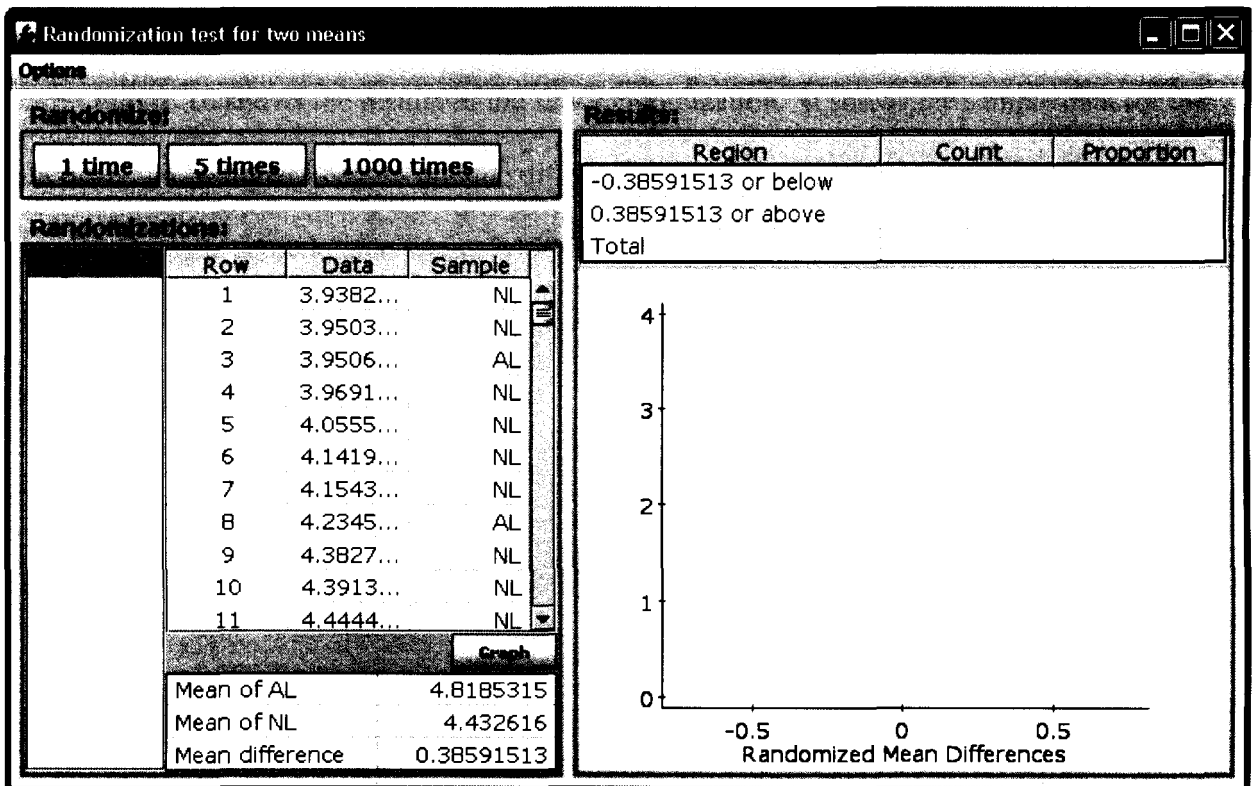 Randomization test for two means
Options
Randomize:
1 time 5 times 1000 times
Randomizations:
Row Data Sample
1 3.9382... NL
2 3.9503... NL
3 3.9506... AL
4 3.9691... NL
5 4.0555... NL
6 4.1419... NL
7 4.1543... NL
8 4.2345... AL
9 4.3827... NL
10 4.3913... NL
11 4.4444... NL
Graph
Mean of AL 4.8185315
Mean of NL 4.432616
Mean difference 0.38591513
Results:
Region Count Proportion
-0.38591513 or below
0.38591513 or above
Total
4
3
2
1
0
-0.5 0 0.5
Randomized Mean Differences